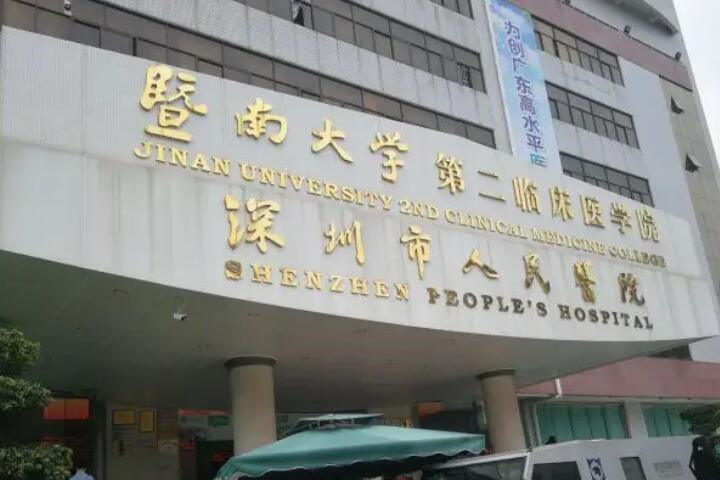 力创广东高水平医
暨南大学第二临床医学院
JINAN UNIVERSITY 2ND CLINICAL MEDICINE COLLEGE
深圳市人民醫院
SHENZHEN PEOPLE'S HOSPITAL